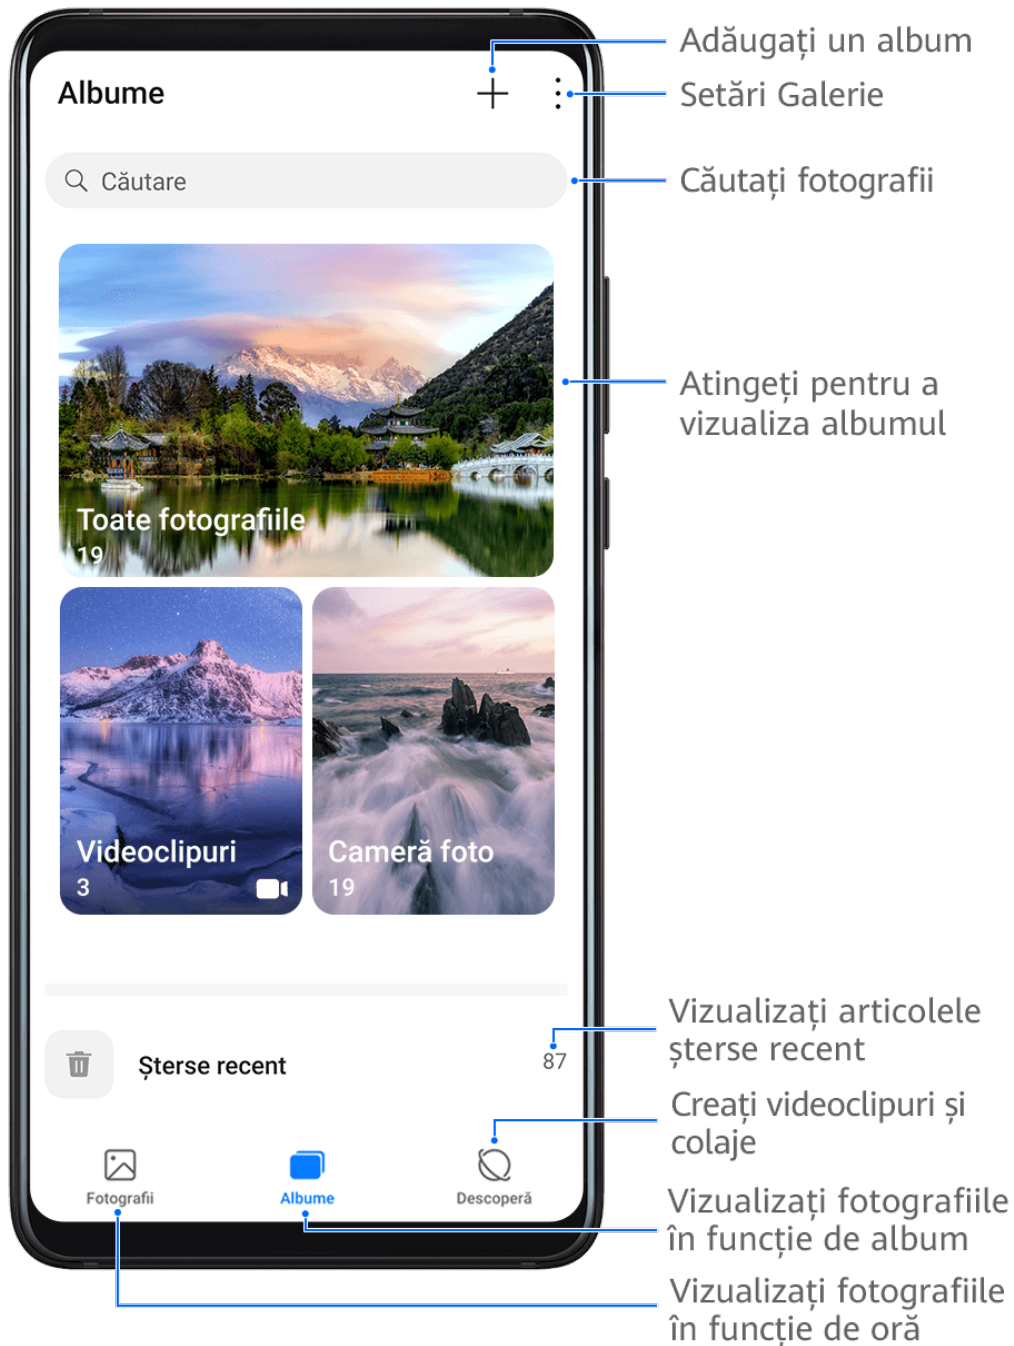 Adăugați un album
Albume
Setări Galerie
Căutare
Căutați fotografii
Atingeți pentru a
vizualiza albumul
Toate fotografiile
19
Videoclipuri
3
Cameră foto
19
Vizualizați articolele
șterse recent
Șterse recent
87
Creați videoclipuri și
colaje
Fotografii
Albume
Descoperă
Vizualizați fotografiile
în funcție de album
Vizualizați fotografiile
în funcție de oră